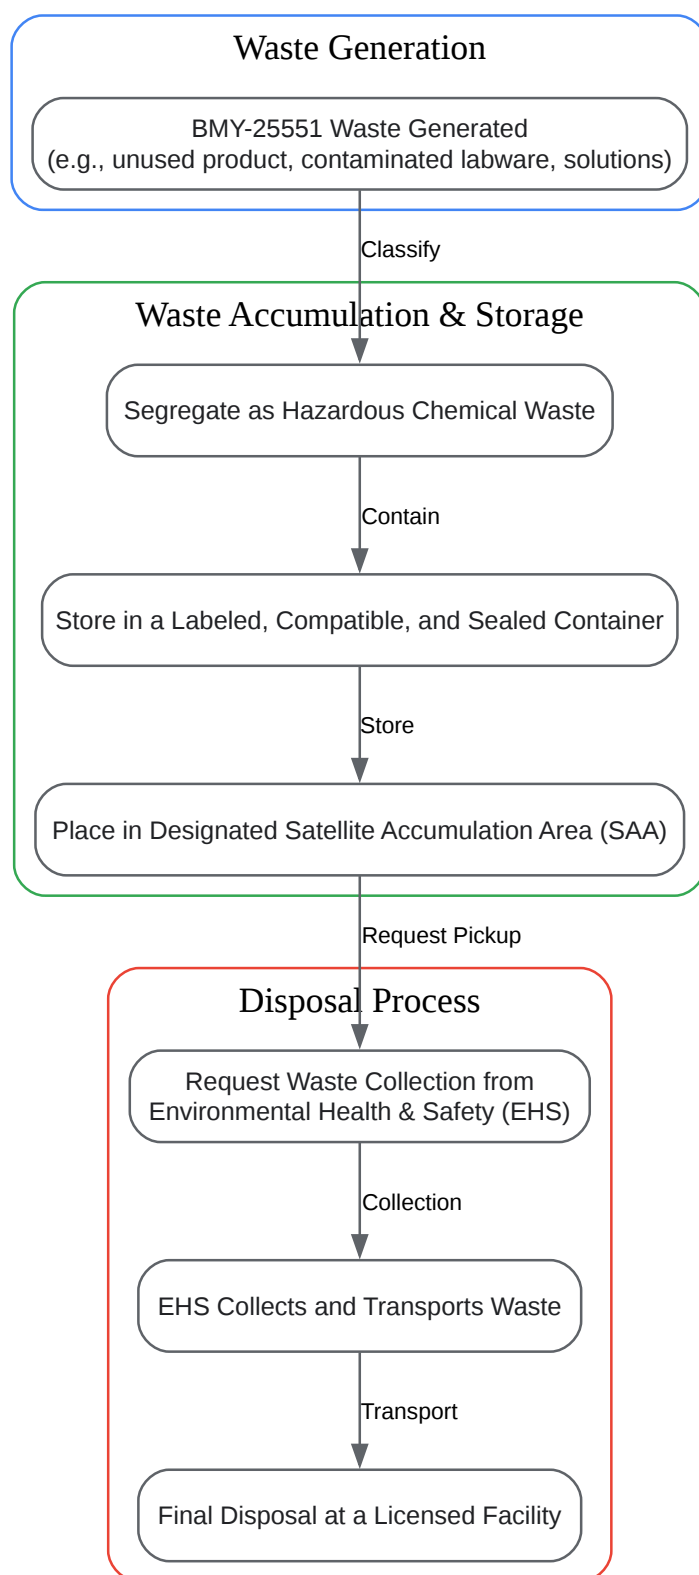 Waste Generation
BMY-25551 Waste Generated
(e.g., unused product, contaminated labware, solutions)
Classify
Waste Accumulation & Storage
Segregate as Hazardous Chemical Waste
Contain
Store in a Labeled, Compatible, and Sealed Container
Store
Place in Designated Satellite Accumulation Area (SAA)
Request Pickup
Disposal Process
Request Waste Collection from
Environmental Health & Safety (EHS)
Collection
EHS Collects and Transports Waste
Transport
Final Disposal at a Licensed Facility